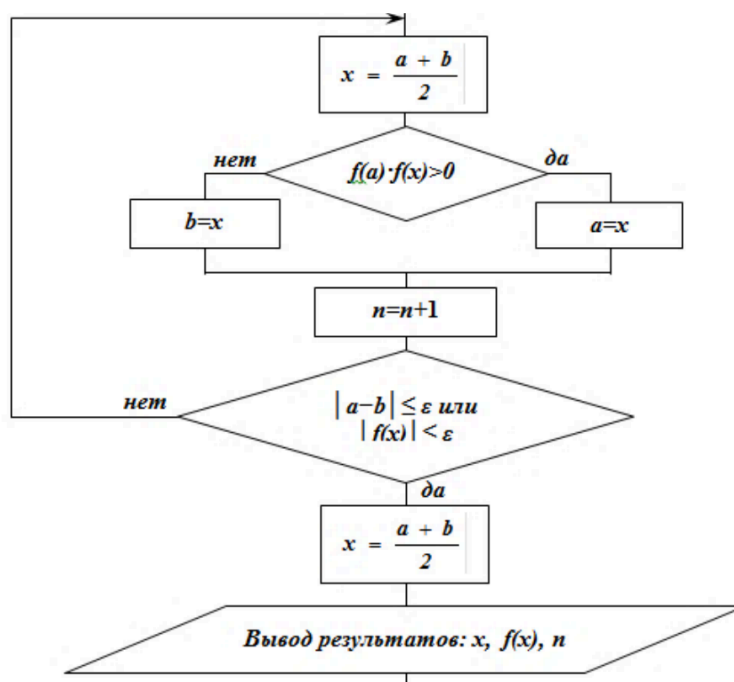 x = a + b / 2
нет
f(a)·f(x)>0
да
b=x
a=x
n=n+1
нет
| a−b | ≤ ε или
| f(x) | < ε
да
x = a + b / 2
Вывод результатов: x, f(x), n